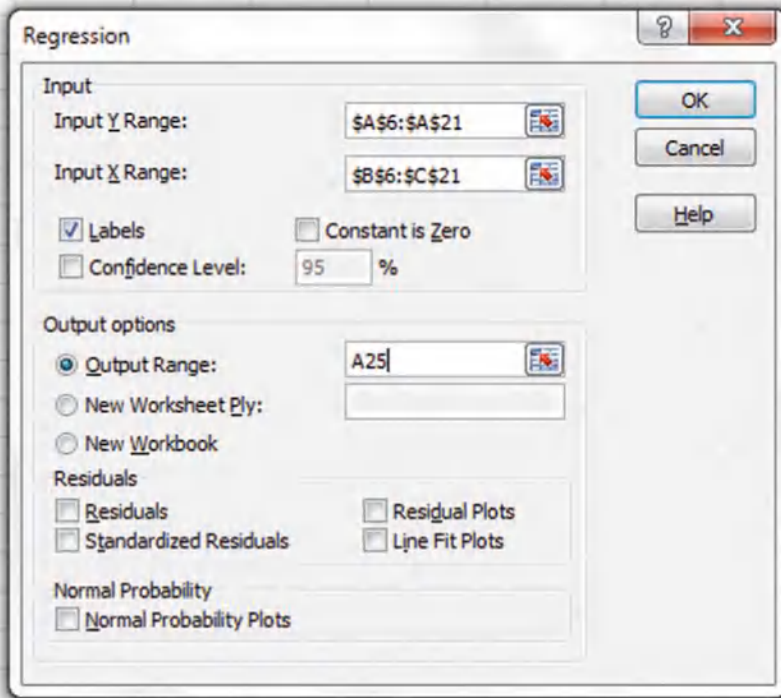 Regression
Input
Input Y Range: $A$6:$A$21
Input X Range: $B$6:$C$21
Labels Constant is Zero
Confidence Level: 95 %
OK
Cancel
Help
Output options
Output Range: A25
New Worksheet Ply:
New Workbook
Residuals
Residuals Residual Plots
Standardized Residuals Line Fit Plots
Normal Probability
Normal Probability Plots